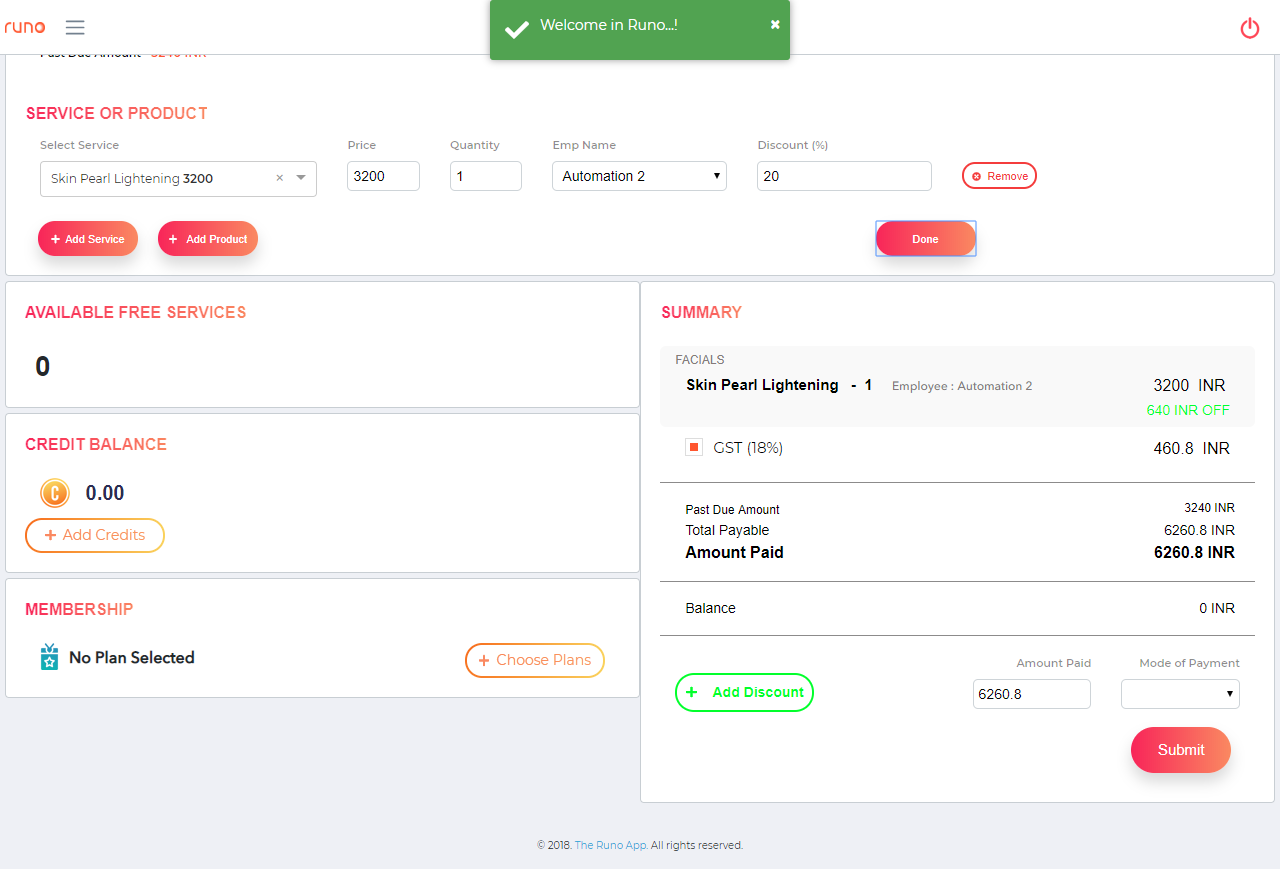 runo
Welcome in Runo...!
Past Due Amount - 3240 INR
SERVICE OR PRODUCT
Select Service Price Quantity Emp Name Discount (%)
Skin Pearl Lightening 3200 × 3200 1 Automation 2 20 Remove
+ Add Service + Add Product Done
AVAILABLE FREE SERVICES
0
CREDIT BALANCE
C 0.00
+ Add Credits
MEMBERSHIP
No Plan Selected + Choose Plans
SUMMARY
FACIALS
Skin Pearl Lightening - 1 Employee : Automation 2 3200 INR
640 INR OFF
GST (18%) 460.8 INR
Past Due Amount 3240 INR
Total Payable 6260.8 INR
Amount Paid 6260.8 INR
Balance 0 INR
Amount Paid Mode of Payment
+ Add Discount 6260.8
Submit
© 2018. The Runo App. All rights reserved.